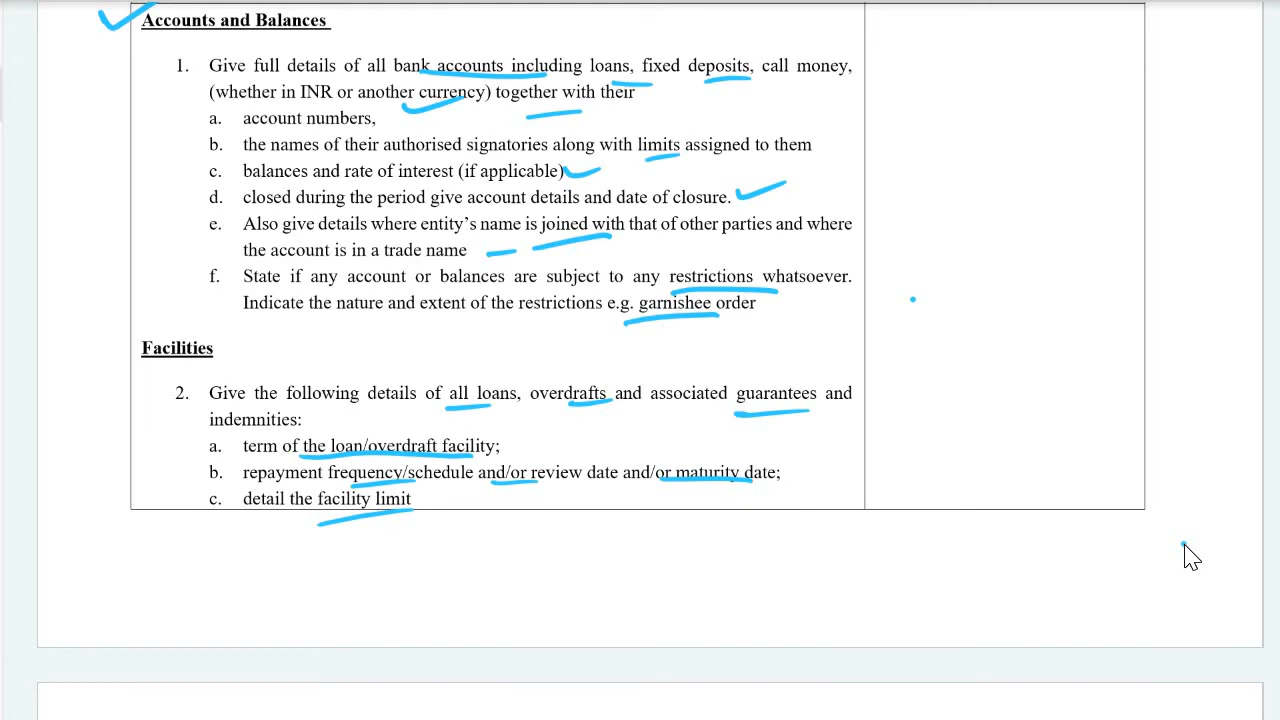 Accounts and Balances
1. Give full details of all bank accounts including loans, fixed deposits, call money,
(whether in INR or another currency) together with their
a. account numbers,
b. the names of their authorised signatories along with limits assigned to them
c. balances and rate of interest (if applicable)
d. closed during the period give account details and date of closure.
e. Also give details where entity’s name is joined with that of other parties and where
the account is in a trade name
f. State if any account or balances are subject to any restrictions whatsoever.
Indicate the nature and extent of the restrictions e.g. garnishee order
Facilities
2. Give the following details of all loans, overdrafts and associated guarantees and
indemnities:
a. term of the loan/overdraft facility;
b. repayment frequency/schedule and/or review date and/or maturity date;
c. detail the facility limit